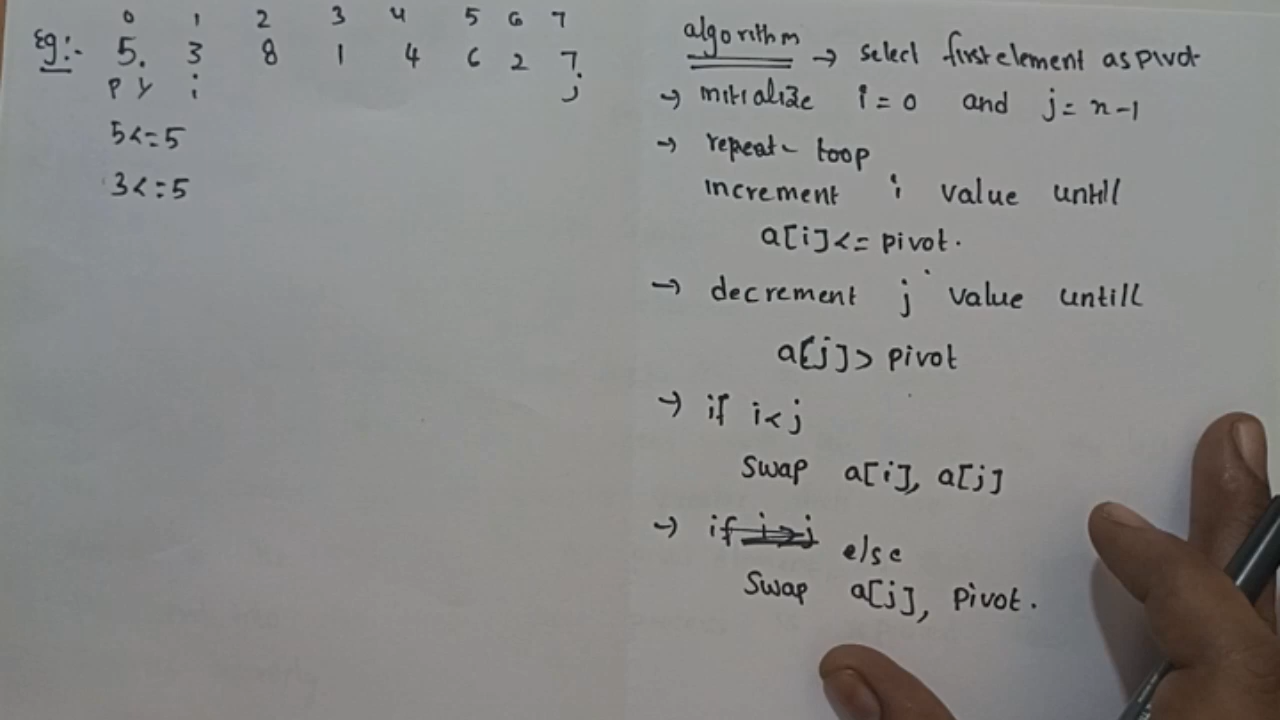 0 1 2 3 4 5 6 7
Eg:- 5. 3 8 1 4 6 2 7
P i j
5<=5
3<=5
algorithm → select first element as pivot
→ initialize i=0 and j=n-1
→ repeat loop
increment i value untill
a[i]<=pivot.
→ decrement j value untill
a[j]>pivot
→ if i<j
Swap a[i], a[j]
→ if i>j else
Swap a[j], Pivot.